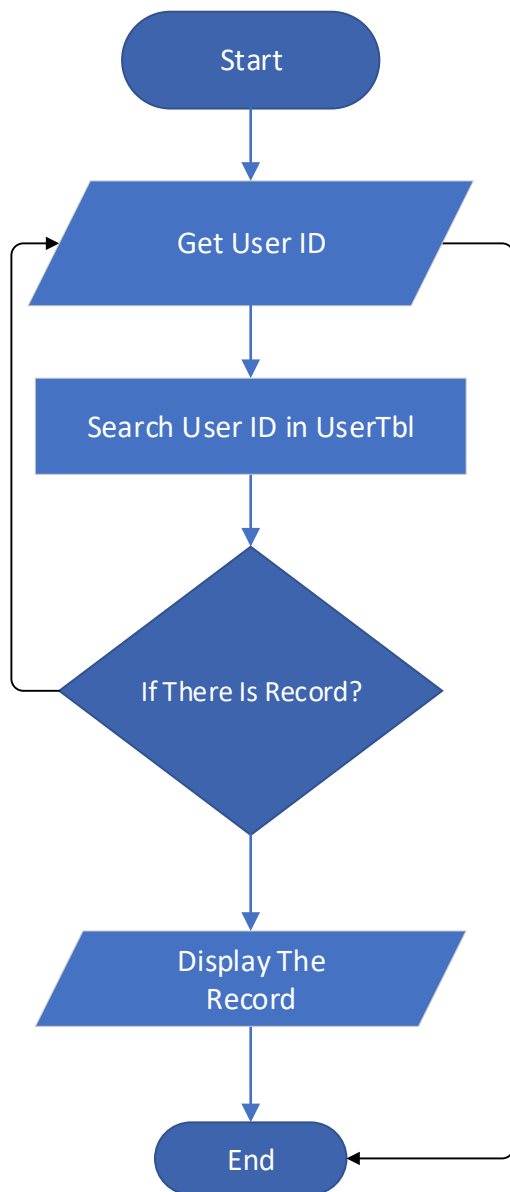 Start
Get User ID
Search User ID in UserTbl
If There Is Record?
Display The
Record
End